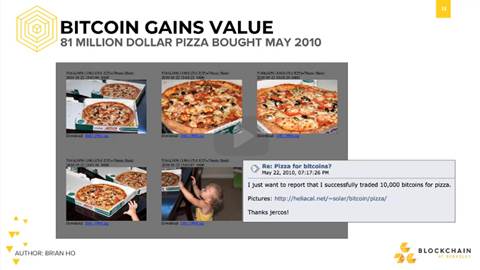 BITCOIN GAINS VALUE
81 MILLION DOLLAR PIZZA BOUGHT MAY 2010
Re: Pizza for bitcoins?
May 22, 2010, 07:17:26 PM
I just want to report that I successfully traded 10,000 bitcoins for pizza.
Pictures: http://heliacal.net/~solar/bitcoin/pizza/
Thanks jercos!
AUTHOR: BRIAN HO
BLOCKCHAIN
AT BERKELEY